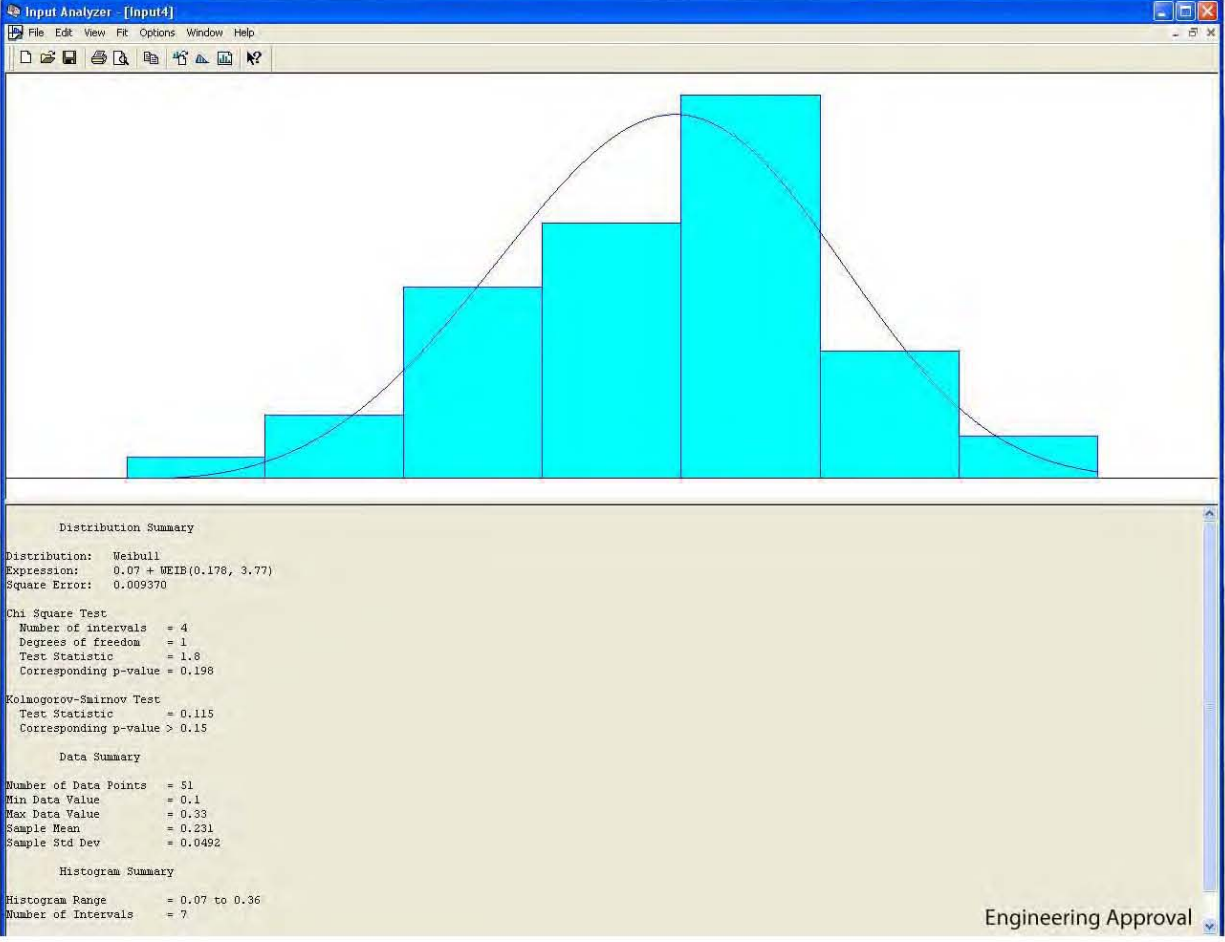 Input Analyzer - [Input4]
File Edit View Fit Options Window Help
Distribution Summary
Distribution: Weibull
Expression: 0.07 + WEIB(0.178, 3.77)
Square Error: 0.009370
Chi Square Test
Number of intervals = 4
Degrees of freedom = 1
Test Statistic = 1.8
Corresponding p-value = 0.198
Kolmogorov-Smirnov Test
Test Statistic = 0.115
Corresponding p-value > 0.15
Data Summary
Number of Data Points = 51
Min Data Value = 0.1
Max Data Value = 0.33
Sample Mean = 0.231
Sample Std Dev = 0.0492
Histogram Summary
Histogram Range = 0.07 to 0.36
Number of Intervals = 7
Engineering Approval